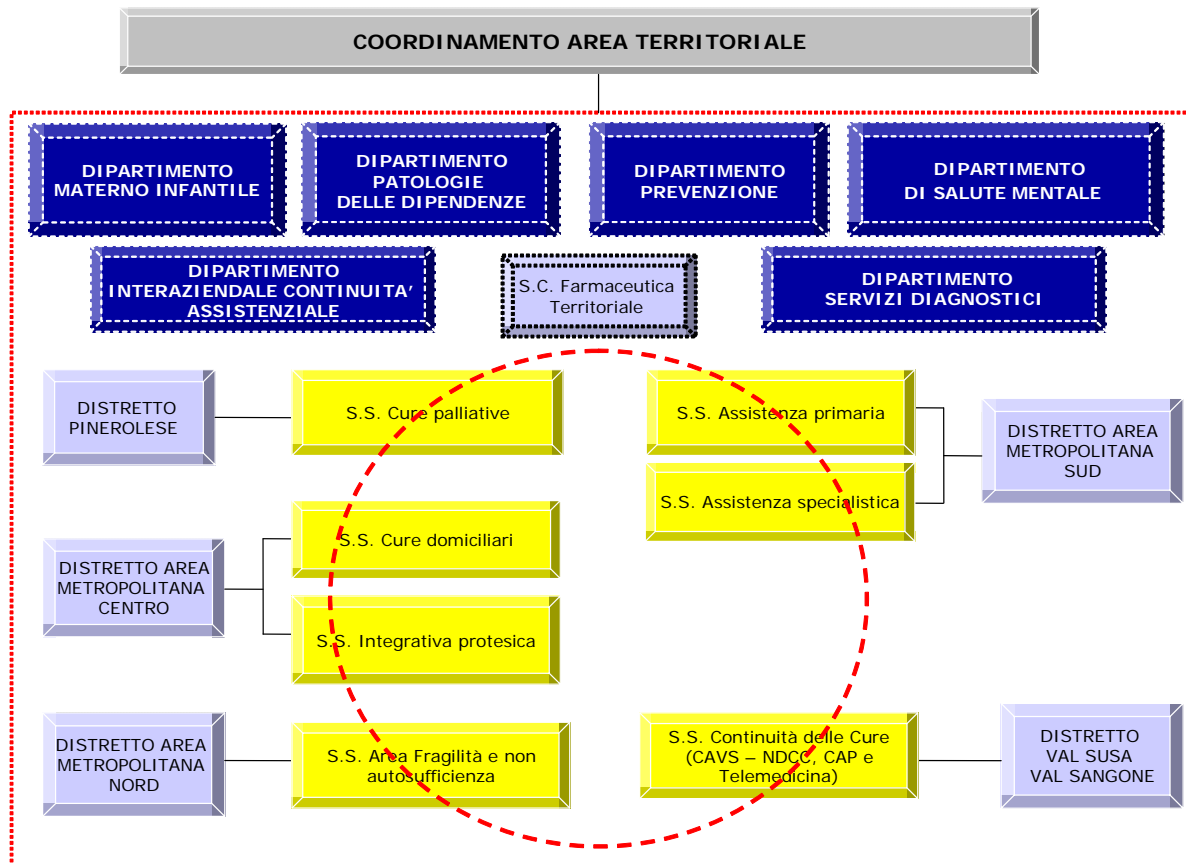 COORDINAMENTO AREA TERRITORIALE
DIPARTIMENTO
MATERNO INFANTILE
DIPARTIMENTO
PATOLOGIE
DELLE DIPENDENZE
DIPARTIMENTO
PREVENZIONE
DIPARTIMENTO
DI SALUTE MENTALE
DIPARTIMENTO
INTERAZIENDALE CONTINUITA’
ASSISTENZIALE
S.C. Farmaceutica
Territoriale
DIPARTIMENTO
SERVIZI DIAGNOSTICI
DISTRETTO
PINEROLESE
S.S. Cure palliative
S.S. Assistenza primaria
S.S. Assistenza specialistica
DISTRETTO AREA
METROPOLITANA
SUD
DISTRETTO AREA
METROPOLITANA
CENTRO
S.S. Cure domiciliari
S.S. Integrativa protesica
DISTRETTO AREA
METROPOLITANA
NORD
S.S. Area Fragilità e non
autosufficienza
S.S. Continuità delle Cure
(CAVS – NDCC, CAP e
Telemedicina)
DISTRETTO
VAL SUSA
VAL SANGONE